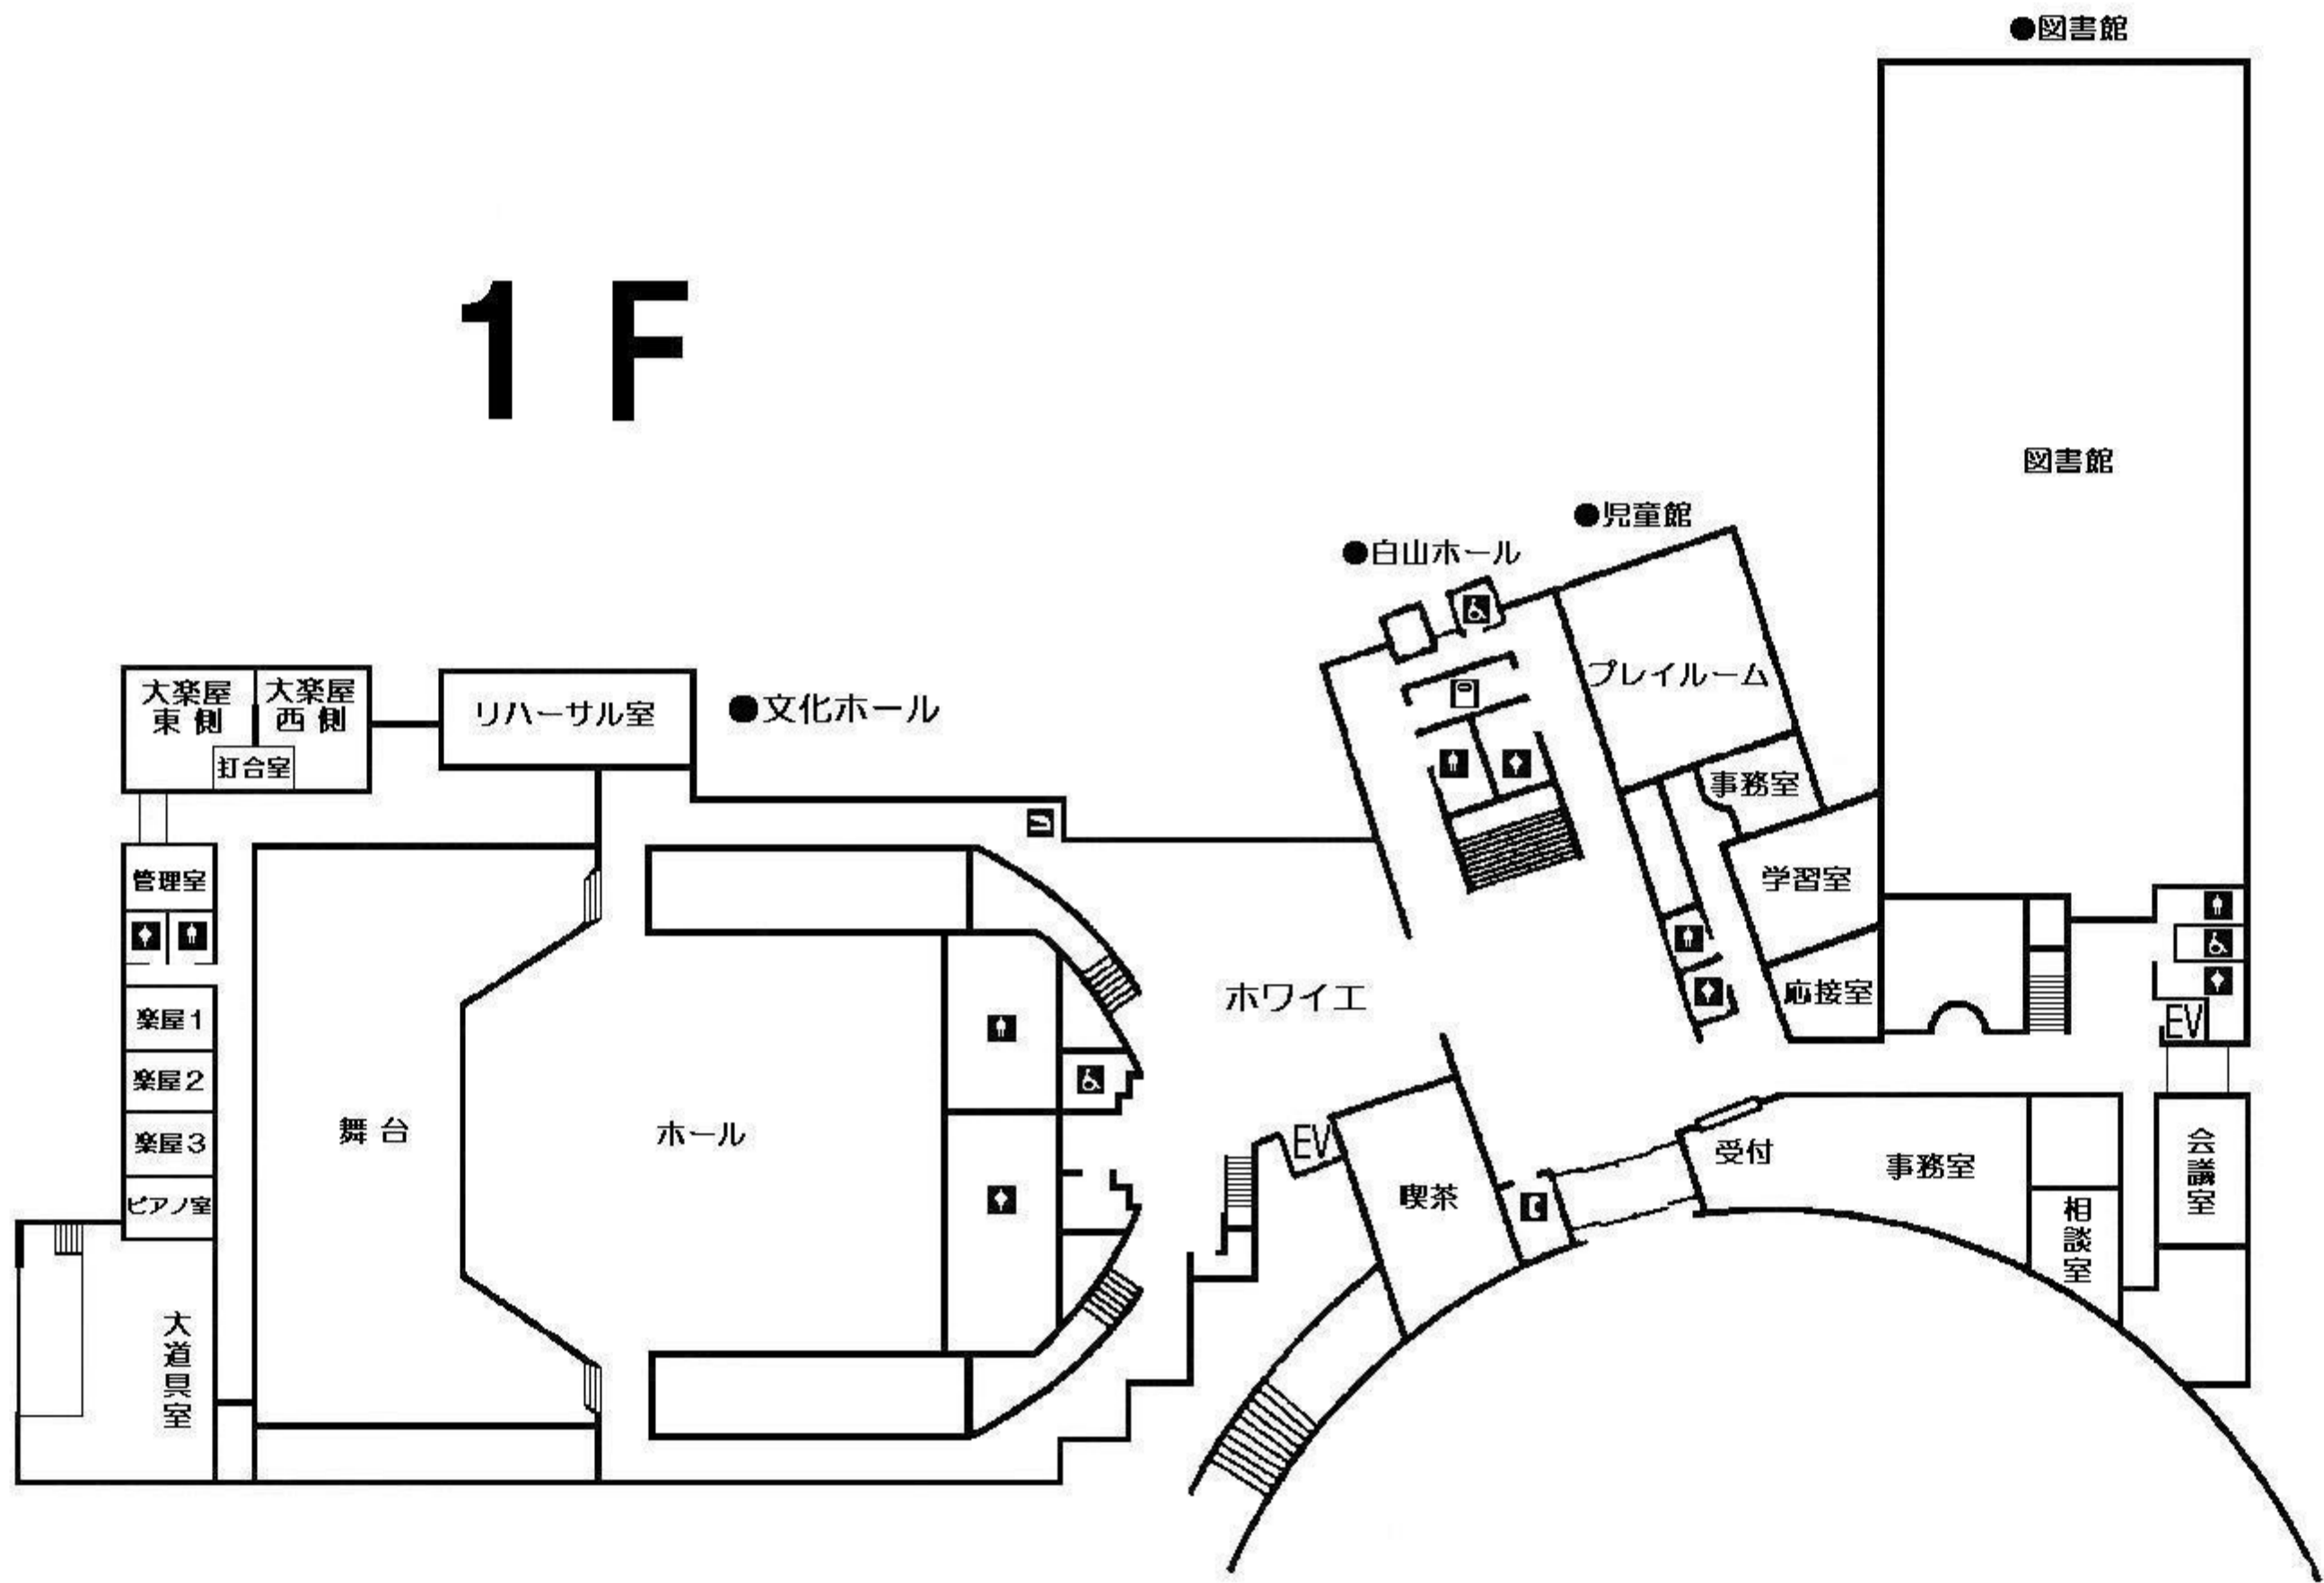 ●図書館
1F
図書館
●児童館
●白山ホール
プレイルーム
大楽屋
東側
大楽屋
西側
リハーサル室
●文化ホール
釘合室
事務室
管理室
学習室
応接室
ホワイエ
楽屋1
EV
楽屋2
舞台
ホール
EV
楽屋3
受付
事務室
会議室
喫茶
ピアノ室
相談室
大道具室